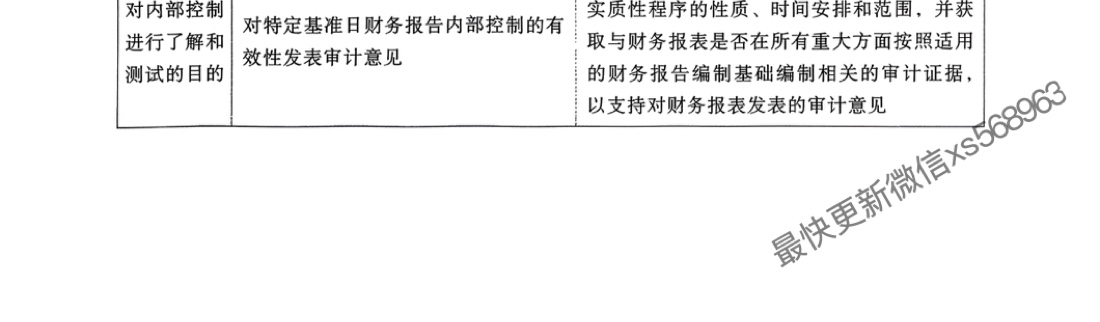 对内部控制
进行了解和
测试的目的
对特定基准日财务报告内部控制的有
效性发表审计意见
实质性程序的性质、时间安排和范围，并获
取与财务报表是否在所有重大方面按照适用
的财务报告编制基础编制相关的审计证据，
以支持对财务报表发表的审计意见
最快更新微信xs568963